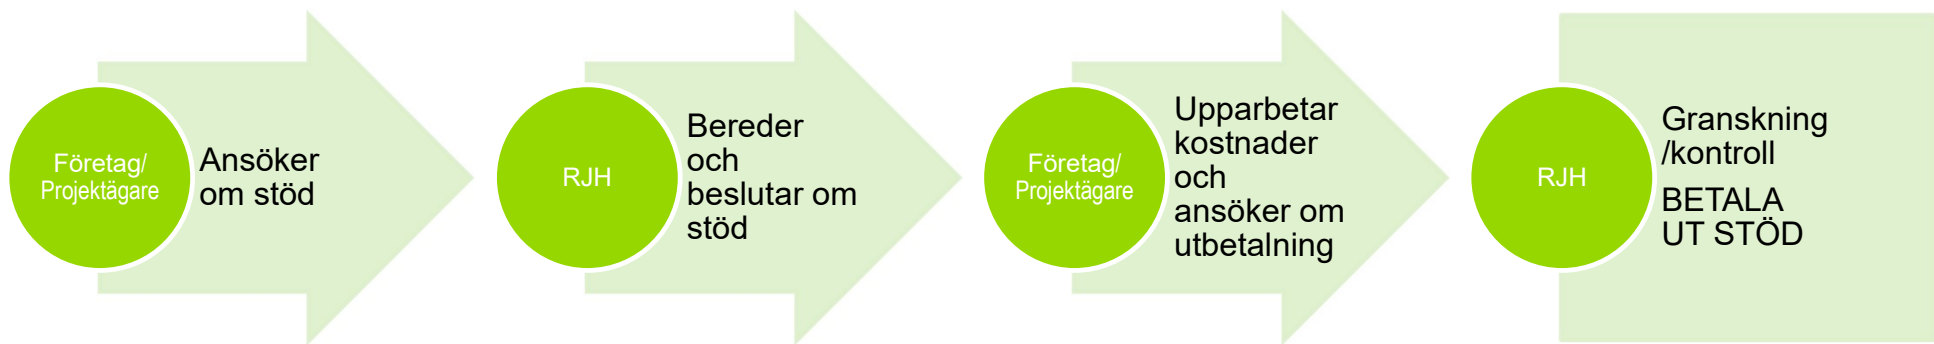 Företag/
Projektägare
Ansöker
om stöd
RJH
Bereder
och
beslutar om
stöd
Företag/
Projektägare
Upparbetar
kostnader
och
ansöker om
utbetalning
RJH
Granskning
/kontroll
BETALA
UT STÖD